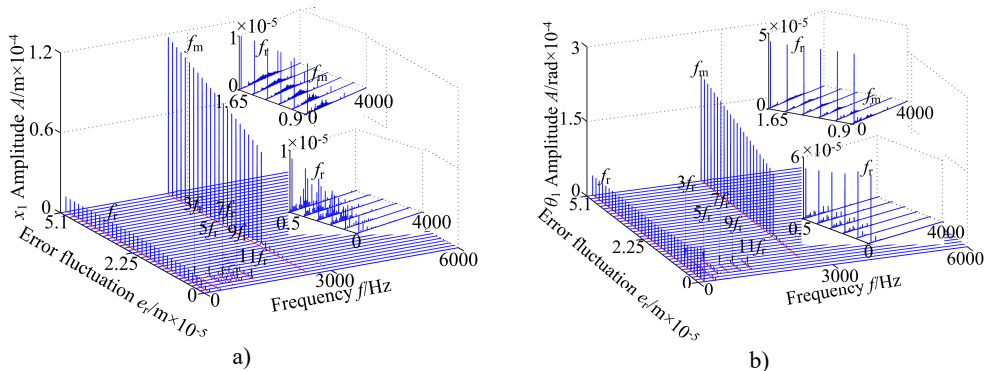 x₁ Amplitude A/m×10⁻⁴
1.2
0.6
0
5.1
2.25
0
0
3000
6000
Error fluctuation eᵣ/m×10⁻⁵
Frequency f/Hz
fₘ
fᵣ
3fᵣ
7fᵣ
5fᵣ
9fᵣ
11fᵣ
1×10⁻⁵
0
1.65
0.9
0
4000
fᵣ
fₘ
1×10⁻⁵
fᵣ
0.5
0
4000
a)
θ₁ Amplitude A/rad×10⁻⁴
3
1.5
0
5.1
2.25
0
0
3000
6000
Error fluctuation eᵣ/m×10⁻⁵
Frequency f/Hz
fₘ
fᵣ
3fᵣ
7fᵣ
5fᵣ
9fᵣ
11fᵣ
5×10⁻⁵
0
1.65
0.9
0
4000
fᵣ
fₘ
6×10⁻⁵
fᵣ
0.5
0
4000
b)